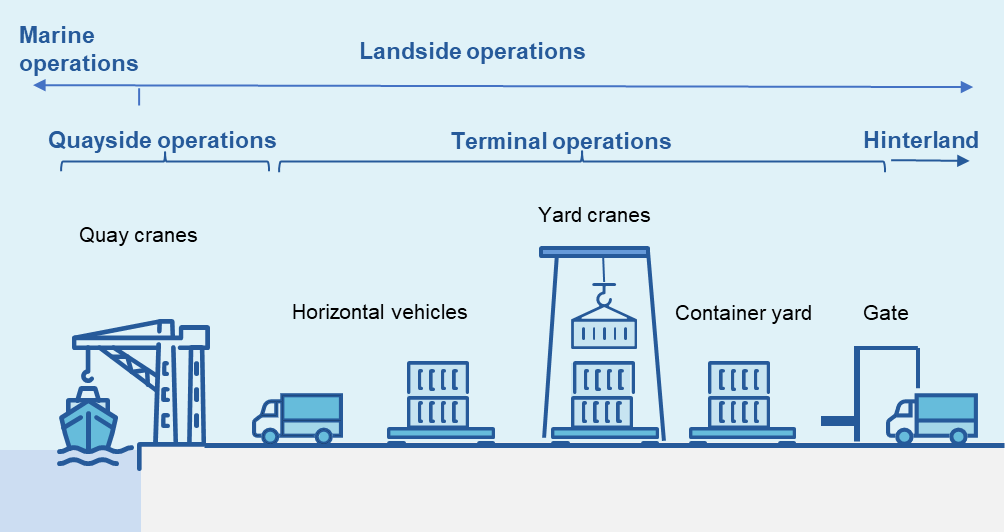 Marine
operations
Landside operations
Quayside operations
Terminal operations
Hinterland
Yard cranes
Quay cranes
Horizontal vehicles
Container yard
Gate